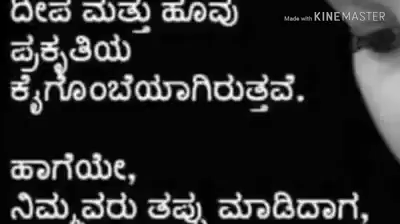 Made with KINEMASTER
ದೀಪ ಮತ್ತು ಹೂವು
ಪ್ರಕೃತಿಯ
ಕೈಗೊಂಬೆಯಾಗಿರುತ್ತವೆ.
ಹಾಗೆಯೇ,
ನಿಮ್ಮವರು ತಪ್ಪು ಮಾಡಿದಾಗ,